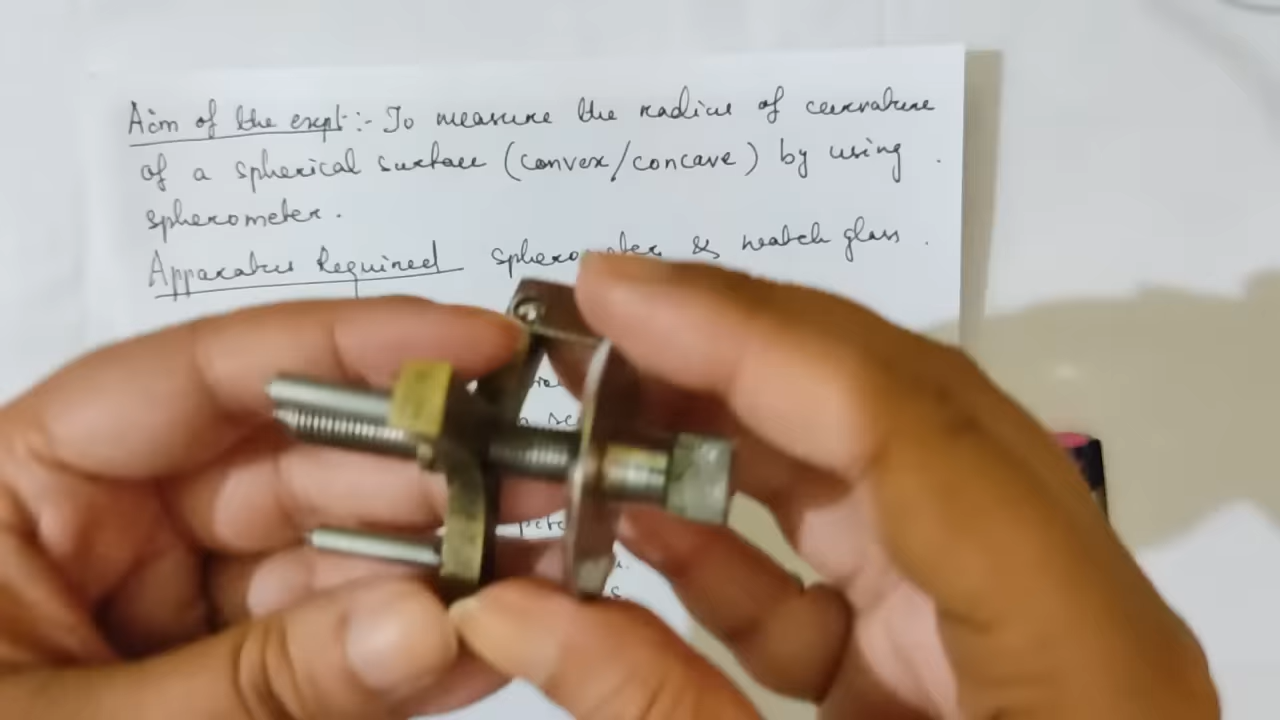 Aim of the expt:- To measure the radius of curvature
of a spherical surface (convex/concave) by using
spherometer.
Apparatus Required spherometer & watch glass.